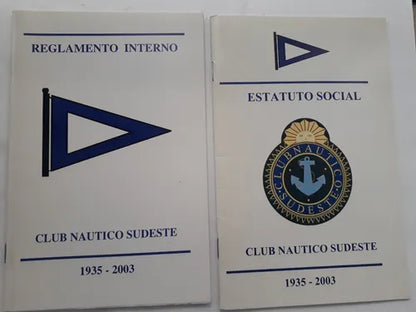 REGLAMENTO INTERNO
CLUB NAUTICO SUDESTE
1935 - 2003
ESTATUTO SOCIAL
CLUB NAUTICO
SUDESTE
CLUB NAUTICO SUDESTE
1935 - 2003